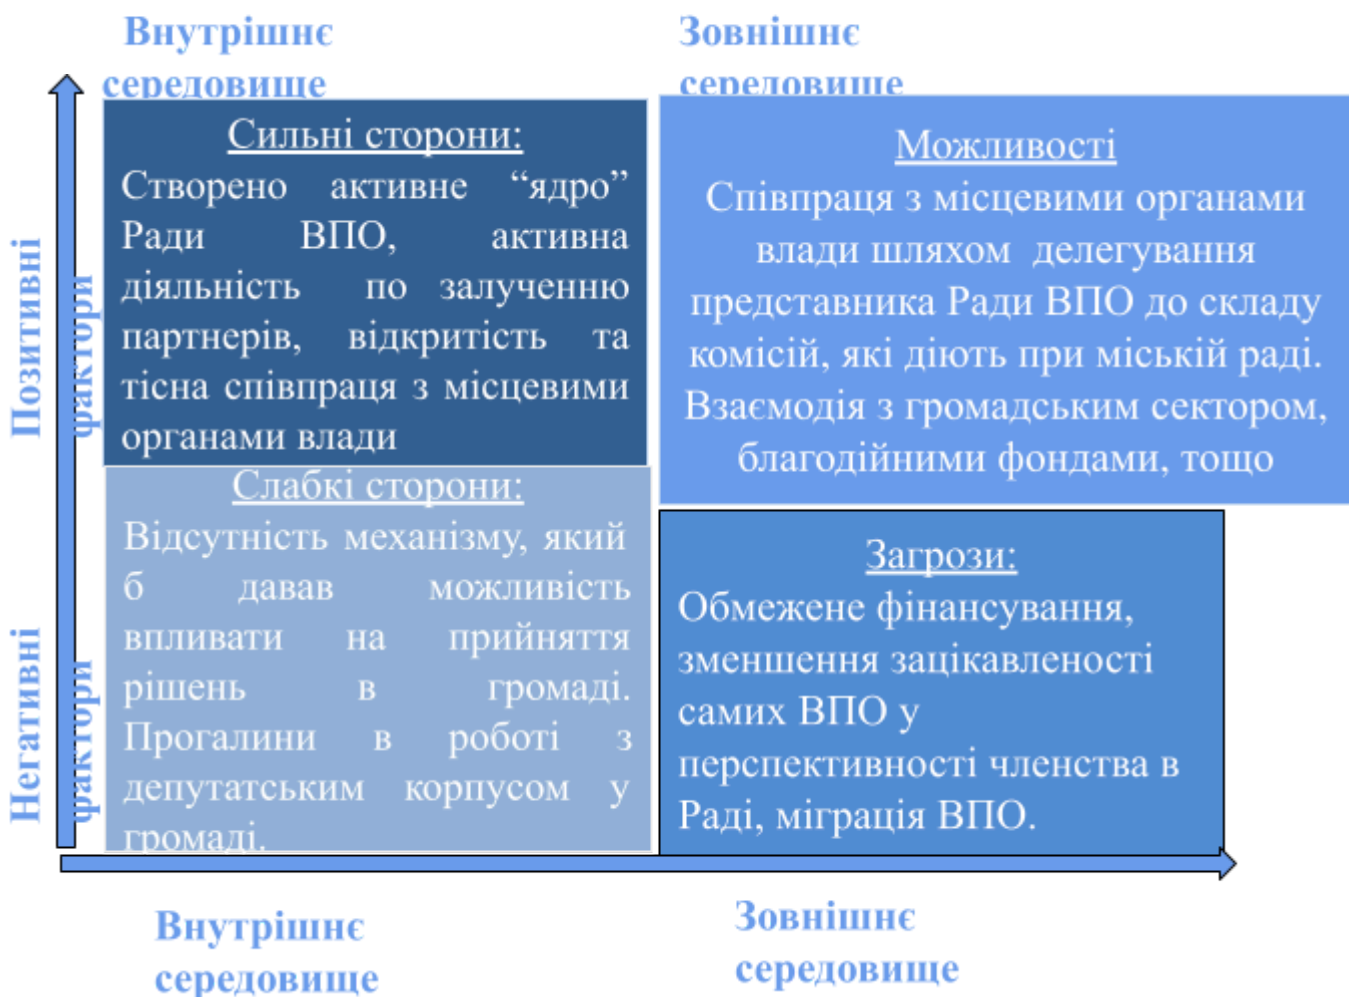 Внутрішнє
середовище
Зовнішнє
середовище
Позитивні
фактори
Сильні сторони:
Створено активне “ядро”
Ради ВПО, активна
діяльність по залученню
партнерів, відкритість та
тісна співпраця з місцевими
органами влади
Можливості
Співпраця з місцевими органами
влади шляхом делегування
представника Ради ВПО до складу
комісій, які діють при міській раді.
Взаємодія з громадським сектором,
благодійними фондами, тощо
Негативні
фактори
Слабкі сторони:
Відсутність механізму, який
б давав можливість
впливати на прийняття
рішень в громаді.
Прогалини в роботі з
депутатським корпусом у
громаді.
Загрози:
Обмежене фінансування,
зменшення зацікавленості
самих ВПО у
перспективності членства в
Раді, міграція ВПО.
Внутрішнє
середовище
Зовнішнє
середовище